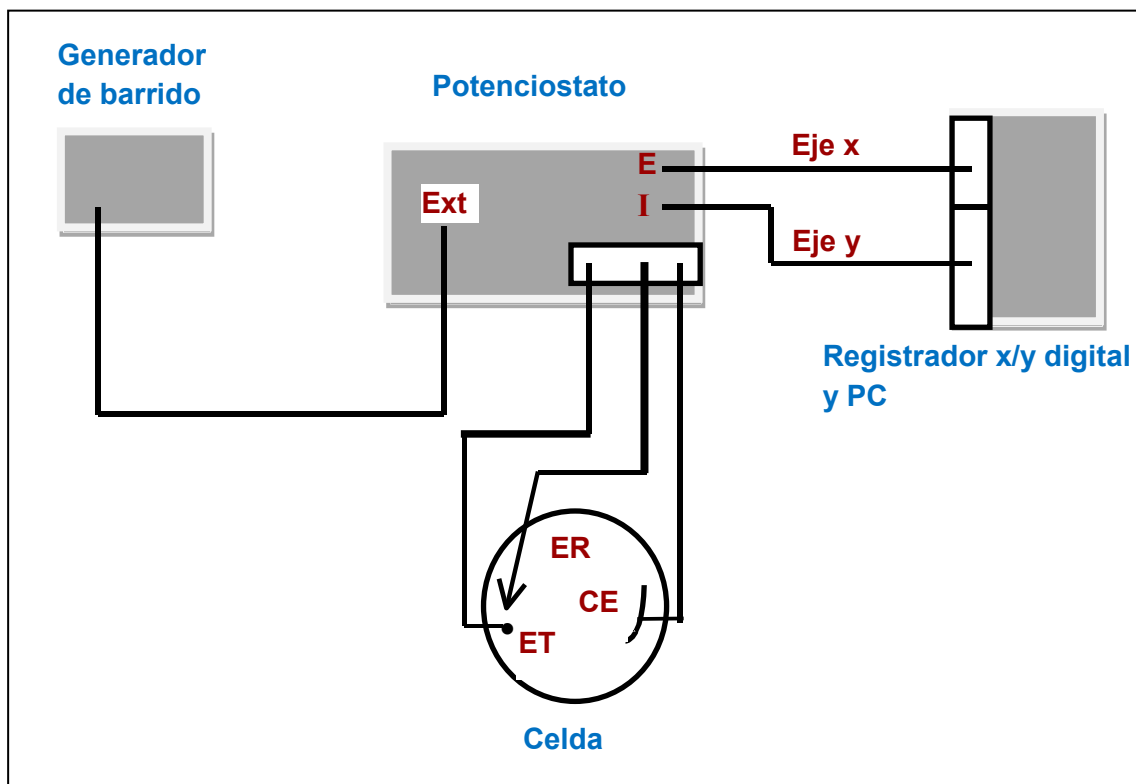 Generador
de barrido
Potenciostato
Eje x
E
Ext
I
Eje y
Registrador x/y digital
y PC
ER
CE
ET
Celda